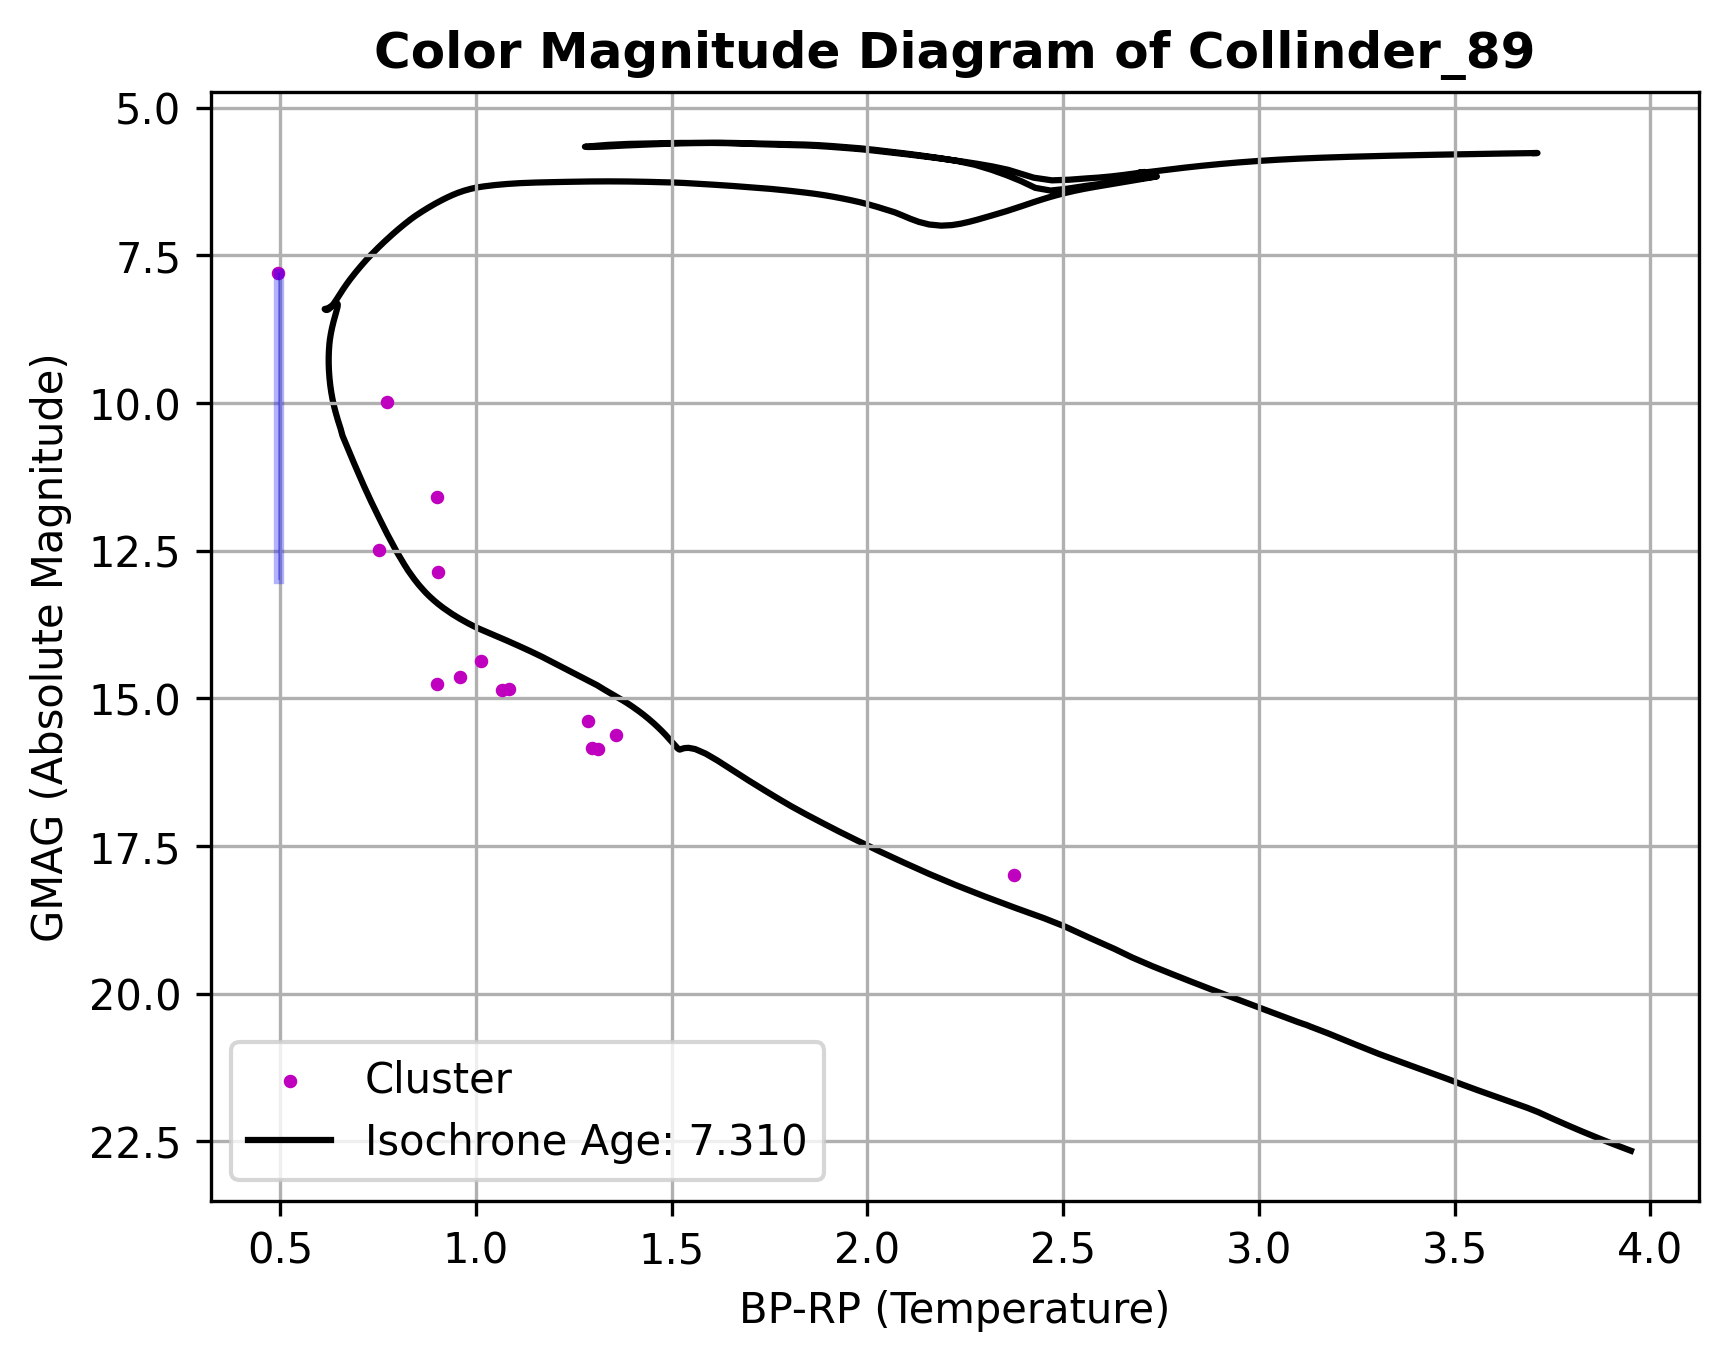 Color Magnitude Diagram of Collinder_89
GMAG (Absolute Magnitude)
5.0
7.5
10.0
12.5
15.0
17.5
20.0
22.5
Cluster
Isochrone Age: 7.310
0.5 1.0 1.5 2.0 2.5 3.0 3.5 4.0
BP-RP (Temperature)